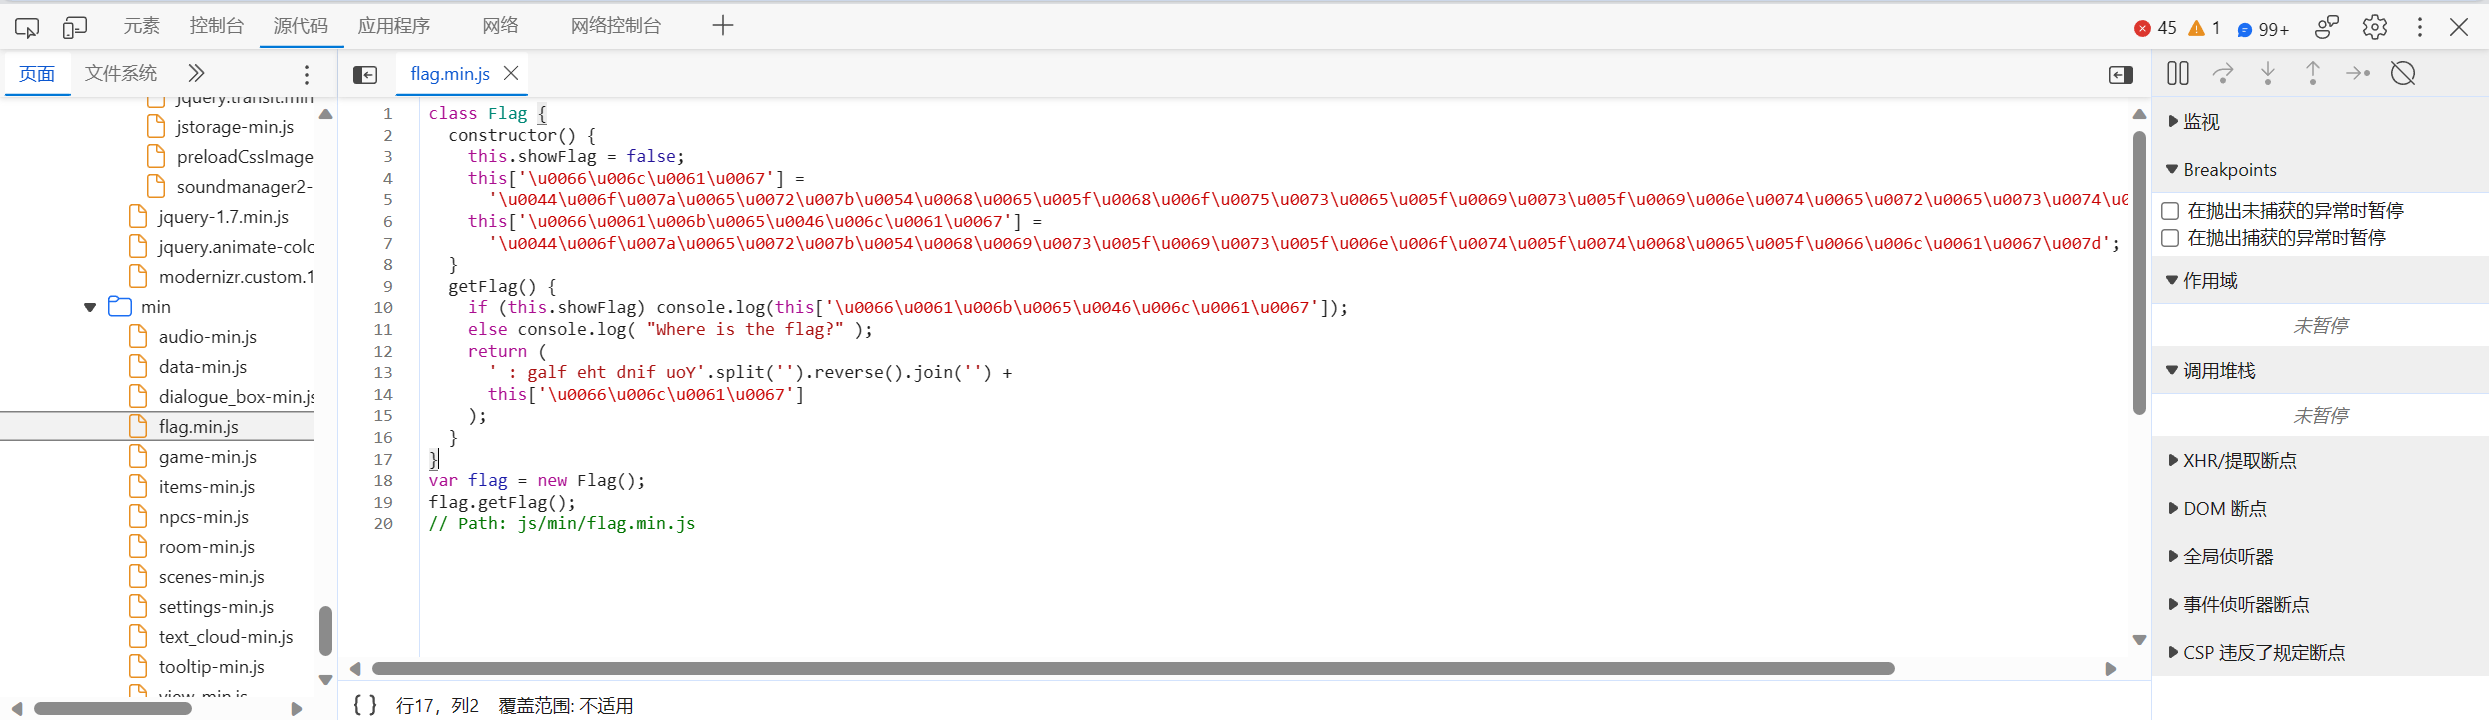 元素 控制台 源代码 应用程序 网络 网络控制台 45 1 99+
页面 文件系统 flag.min.js
jquery.transit.min
jstorage-min.js
preloadCssImage
soundmanager2-
jquery-1.7.min.js
jquery.animate-colo
modernizr.custom.1
min
audio-min.js
data-min.js
dialogue_box-min.js
flag.min.js
game-min.js
items-min.js
npcs-min.js
room-min.js
scenes-min.js
settings-min.js
text_cloud-min.js
tooltip-min.js
view-min.js
1 class Flag {
2 constructor() {
3 this.showFlag = false;
4 this['\u0066\u006c\u0061\u0067'] =
5 '\u0044\u006f\u007a\u0065\u0072\u007b\u0054\u0068\u0065\u005f\u0068\u006f\u0075\u0073\u0065\u005f\u0069\u0073\u005f\u0069\u006e\u0074\u0065\u0072\u0065\u0073\u0074\u0
6 this['\u0066\u0061\u006b\u0065\u0046\u006c\u0061\u0067'] =
7 '\u0044\u006f\u007a\u0065\u0072\u007b\u0054\u0068\u0069\u0073\u005f\u0069\u0073\u005f\u006e\u006f\u0074\u005f\u0074\u0068\u0065\u005f\u0066\u006c\u0061\u0067\u007d';
8 }
9 getFlag() {
10 if (this.showFlag) console.log(this['\u0066\u0061\u006b\u0065\u0046\u006c\u0061\u0067']);
11 else console.log( "Where is the flag?" );
12 return (
13 ' : galf eht dnif uoY'.split('').reverse().join('') +
14 this['\u0066\u006c\u0061\u0067']
15 );
16 }
17 }
18 var flag = new Flag();
19 flag.getFlag();
20 // Path: js/min/flag.min.js
{ } 行17，列2 覆盖范围: 不适用
监视
Breakpoints
在抛出未捕获的异常时暂停
在抛出捕获的异常时暂停
作用域
未暂停
调用堆栈
未暂停
XHR/提取断点
DOM 断点
全局侦听器
事件侦听器断点
CSP 违反了规定断点